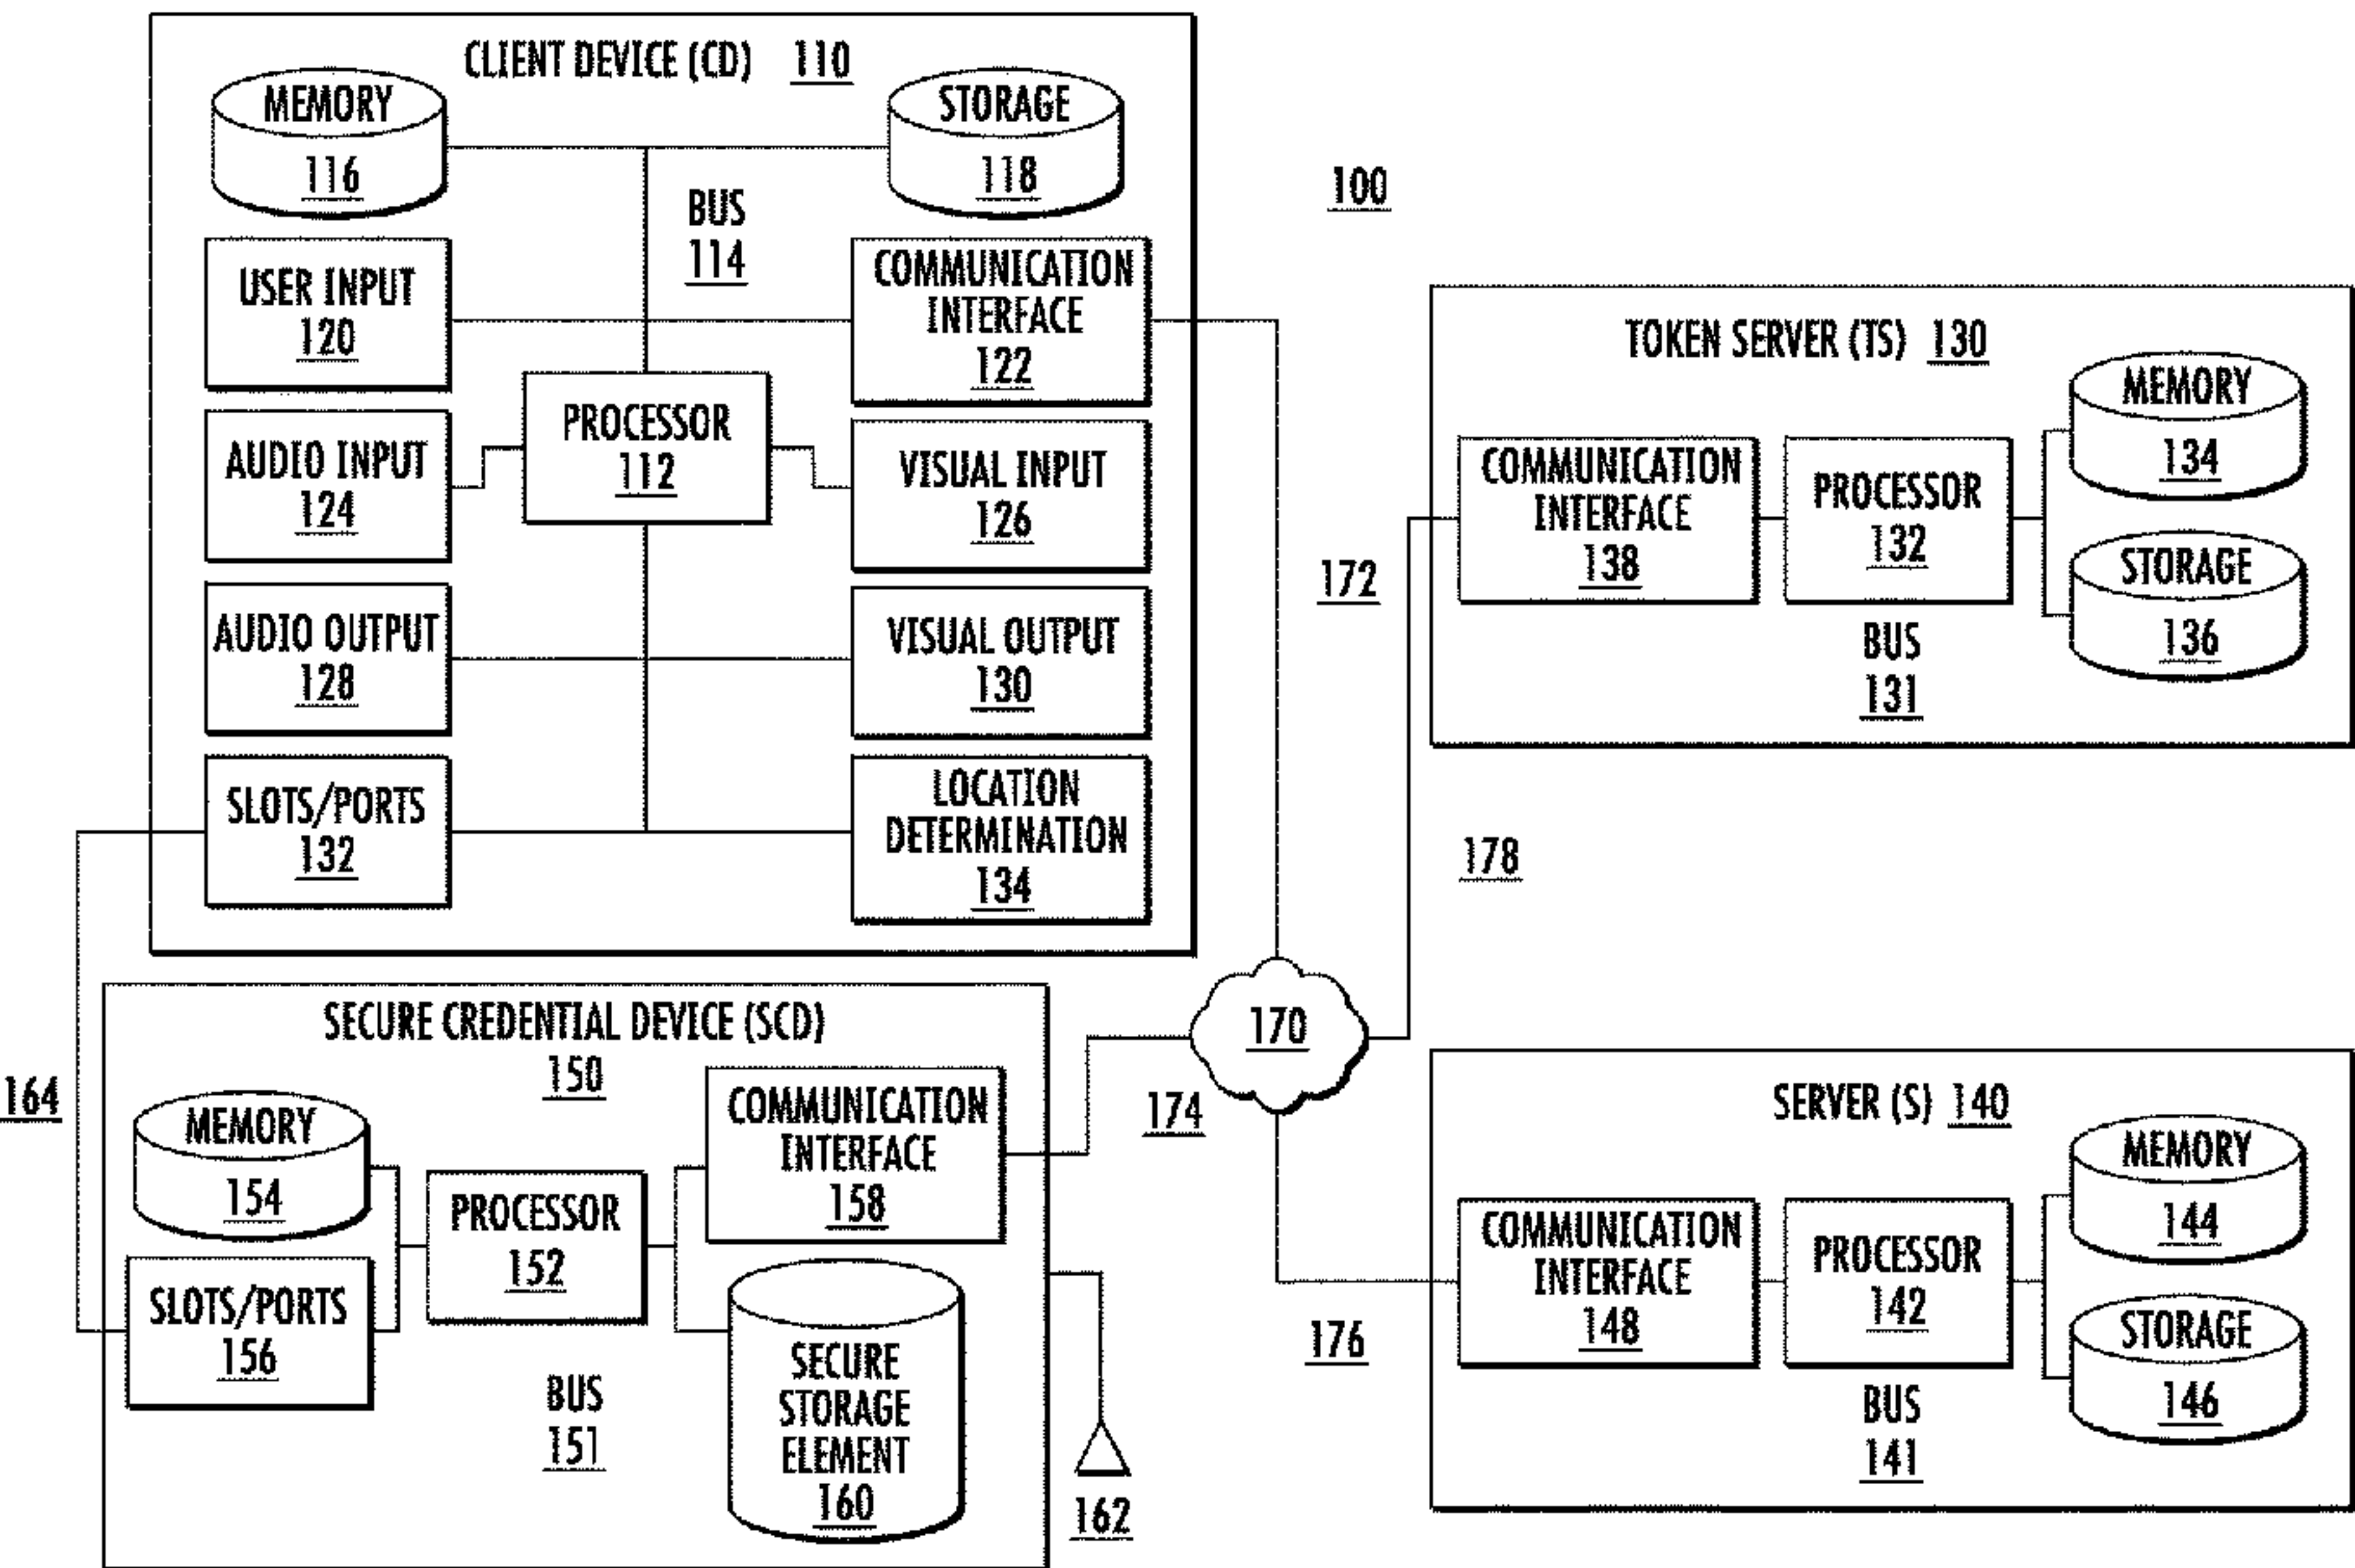 CLIENT DEVICE (CD) 110
MEMORY
116
STORAGE
118
BUS
114
USER INPUT
120
COMMUNICATION
INTERFACE
122
PROCESSOR
112
AUDIO INPUT
124
VISUAL INPUT
126
AUDIO OUTPUT
128
VISUAL OUTPUT
130
SLOTS/PORTS
132
LOCATION
DETERMINATION
134
100
TOKEN SERVER (TS) 130
MEMORY
134
COMMUNICATION
INTERFACE
138
PROCESSOR
132
STORAGE
136
BUS
131
172
178
170
174
176
164
SECURE CREDENTIAL DEVICE (SCD)
150
MEMORY
154
COMMUNICATION
INTERFACE
158
PROCESSOR
152
SLOTS/PORTS
156
BUS
151
SECURE
STORAGE
ELEMENT
160
162
SERVER (S) 140
MEMORY
144
COMMUNICATION
INTERFACE
148
PROCESSOR
142
STORAGE
146
BUS
141